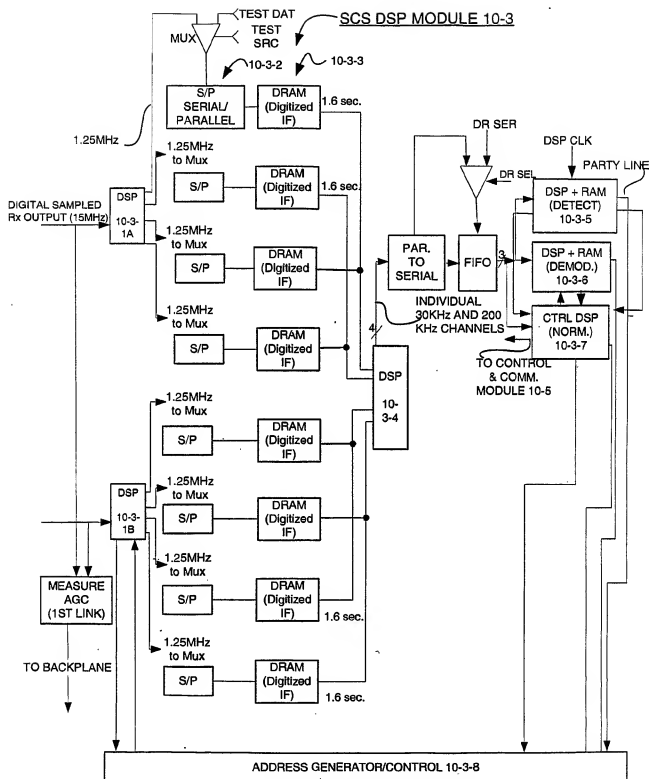 TEST DAT
SCS DSP MODULE 10-3
MUX
TEST
SRC
10-3-2
10-3-3
S/P
SERIAL/
PARALLEL
DRAM
(Digitized
IF)
1.6 sec.
1.25MHz
1.25MHz
to Mux
S/P
DRAM
(Digitized
IF)
1.6 sec.
DIGITAL SAMPLED
Rx OUTPUT (15MHz)
DSP
10-3-
1A
1.25MHz
to Mux
S/P
DRAM
(Digitized
IF)
1.25MHz
to Mux
S/P
DRAM
(Digitized
IF)
DR SER
DR SEL
DSP CLK
PARTY LINE
PAR.
TO
SERIAL
FIFO
3
DSP + RAM
(DETECT)
10-3-5
DSP + RAM
(DEMOD.)
10-3-6
CTRL DSP
(NORM.)
10-3-7
INDIVIDUAL
30KHz AND 200
KHz CHANNELS
4
TO CONTROL
& COMM.
MODULE 10-5
DSP
10-
3-4
1.25MHz
to Mux
S/P
DRAM
(Digitized
IF)
DSP
10-3-
1B
1.25MHz
to Mux
S/P
DRAM
(Digitized
IF)
1.25MHz
to Mux
S/P
DRAM
(Digitized
IF)
1.6 sec.
MEASURE
AGC
(1ST LINK)
1.25MHz
to Mux
S/P
DRAM
(Digitized
IF)
1.6 sec.
TO BACKPLANE
ADDRESS GENERATOR/CONTROL 10-3-8